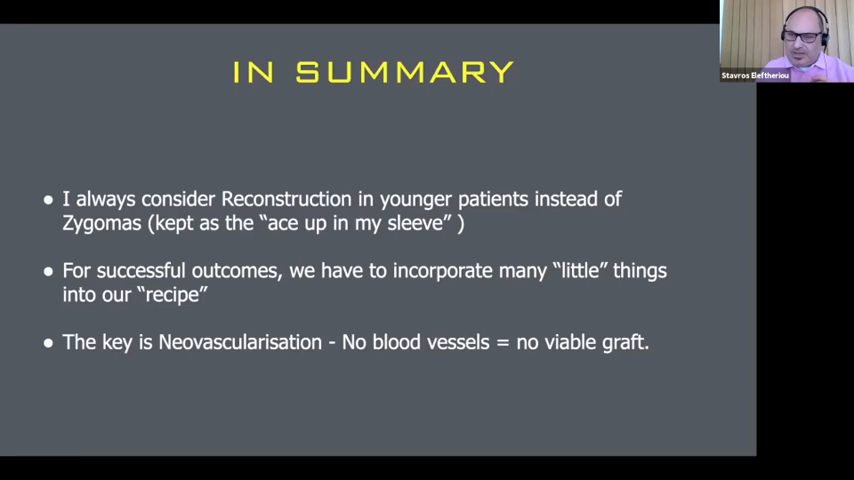 IN SUMMARY
Stavros Eleftheriou
● I always consider Reconstruction in younger patients instead of
Zygomas (kept as the “ace up in my sleeve” )
● For successful outcomes, we have to incorporate many “little” things
into our “recipe”
● The key is Neovascularisation - No blood vessels = no viable graft.